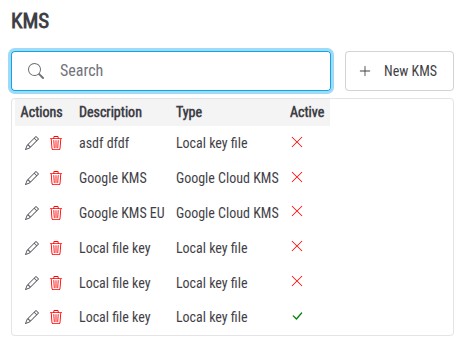 KMS
Search
New KMS
Actions Description Type Active
asdf dfdf Local key file
Google KMS Google Cloud KMS
Google KMS EU Google Cloud KMS
Local file key Local key file
Local file key Local key file
Local file key Local key file